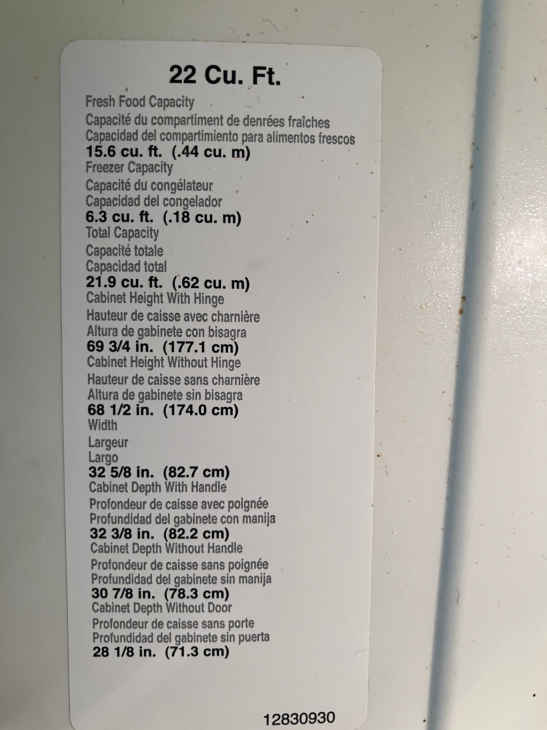 22 Cu. Ft.
Fresh Food Capacity
Capacité du compartiment de denrées fraîches
Capacidad del compartimiento para alimentos frescos
15.6 cu. ft. (.44 cu. m)
Freezer Capacity
Capacité du congélateur
Capacidad del congelador
6.3 cu. ft. (.18 cu. m)
Total Capacity
Capacité totale
Capacidad total
21.9 cu. ft. (.62 cu. m)
Cabinet Height With Hinge
Hauteur de caisse avec charnière
Altura de gabinete con bisagra
69 3/4 in. (177.1 cm)
Cabinet Height Without Hinge
Hauteur de caisse sans charnière
Altura de gabinete sin bisagra
68 1/2 in. (174.0 cm)
Width
Largeur
Largo
32 5/8 in. (82.7 cm)
Cabinet Depth With Handle
Profondeur de caisse avec poignée
Profundidad del gabinete con manija
32 3/8 in. (82.2 cm)
Cabinet Depth Without Handle
Profondeur de caisse sans poignée
Profundidad del gabinete sin manija
30 7/8 in. (78.3 cm)
Cabinet Depth Without Door
Profondeur de caisse sans porte
Profundidad del gabinete sin puerta
28 1/8 in. (71.3 cm)
12830930